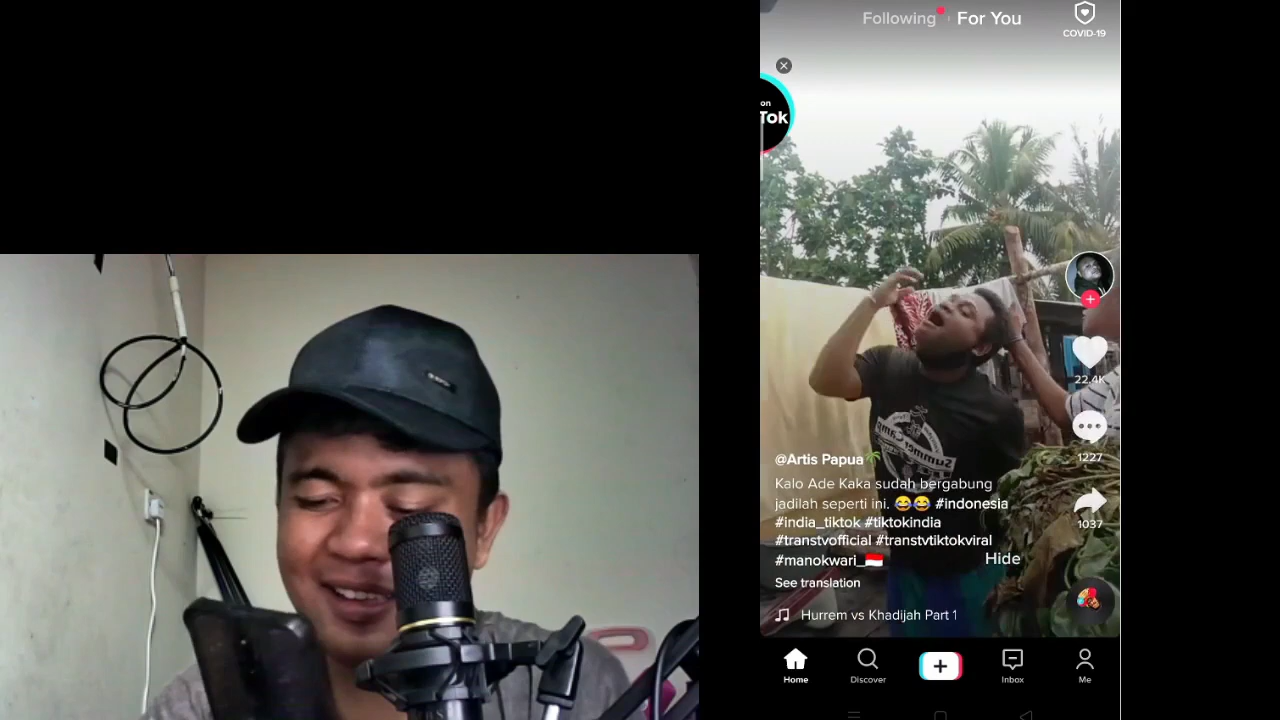 Following
For You
COVID-19
on
Tok
22.4K
1227
1037
@Artis Papua🌴
Kalo Ade Kaka sudah bergabung
jadilah seperti ini. 😂😂 #indonesia
#india_tiktok #tiktokindia
#transtvofficial #transtvtiktokviral
#manokwari_🇮🇩
Hide
See translation
Hurrem vs Khadijah Part 1
Home
Discover
Inbox
Me